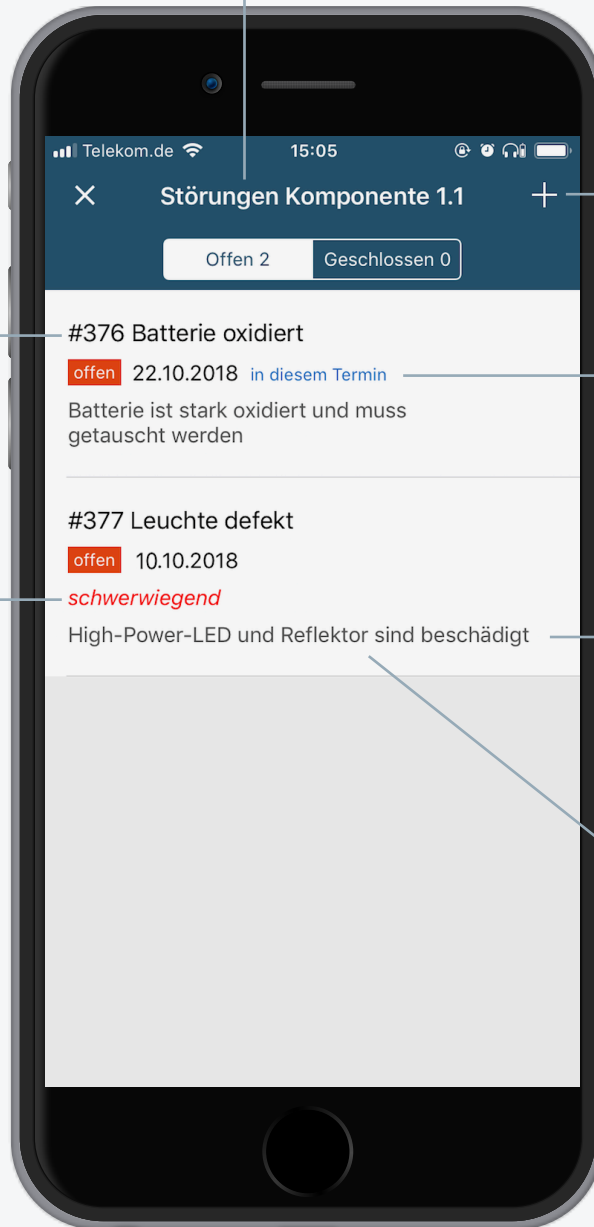 Telekom.de 15:05
Störungen Komponente 1.1
Offen 2 Geschlossen 0
#376 Batterie oxidiert
offen 22.10.2018 in diesem Termin
Batterie ist stark oxidiert und muss
getauscht werden
#377 Leuchte defekt
offen 10.10.2018
schwerwiegend
High-Power-LED und Reflektor sind beschädigt